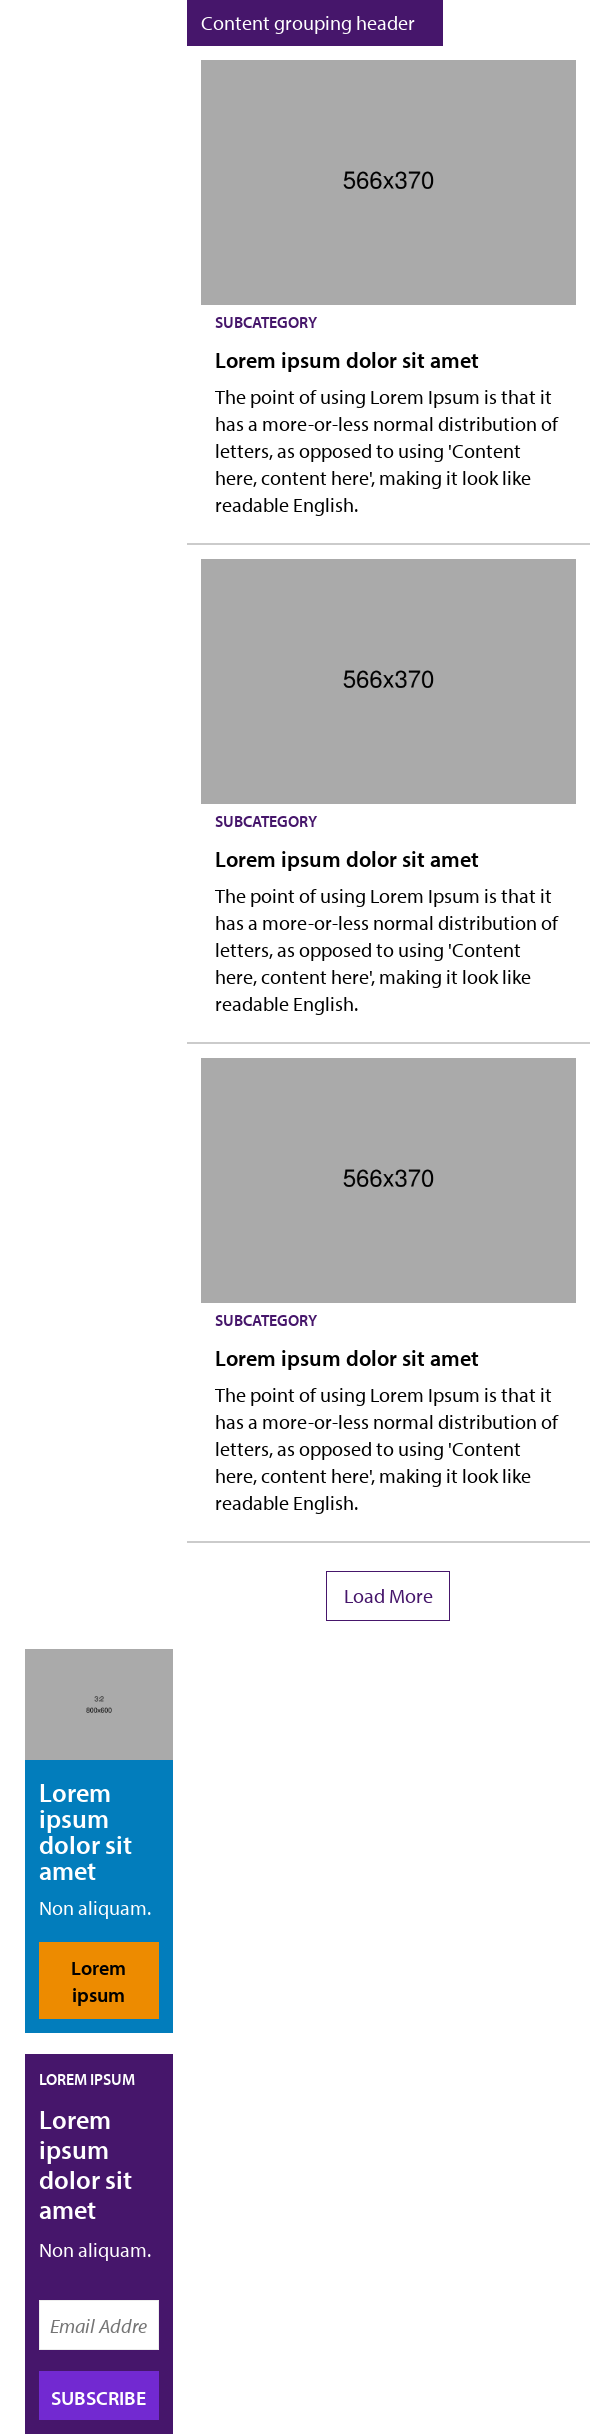 Content grouping header
566x370
SUBCATEGORY
Lorem ipsum dolor sit amet
The point of using Lorem Ipsum is that it
has a more-or-less normal distribution of
letters, as opposed to using 'Content
here, content here', making it look like
readable English.
566x370
SUBCATEGORY
Lorem ipsum dolor sit amet
The point of using Lorem Ipsum is that it
has a more-or-less normal distribution of
letters, as opposed to using 'Content
here, content here', making it look like
readable English.
566x370
SUBCATEGORY
Lorem ipsum dolor sit amet
The point of using Lorem Ipsum is that it
has a more-or-less normal distribution of
letters, as opposed to using 'Content
here, content here', making it look like
readable English.
Load More
3:2
800x600
Lorem
ipsum
dolor sit
amet
Non aliquam.
Lorem
ipsum
LOREM IPSUM
Lorem
ipsum
dolor sit
amet
Non aliquam.
Email Addre
SUBSCRIBE